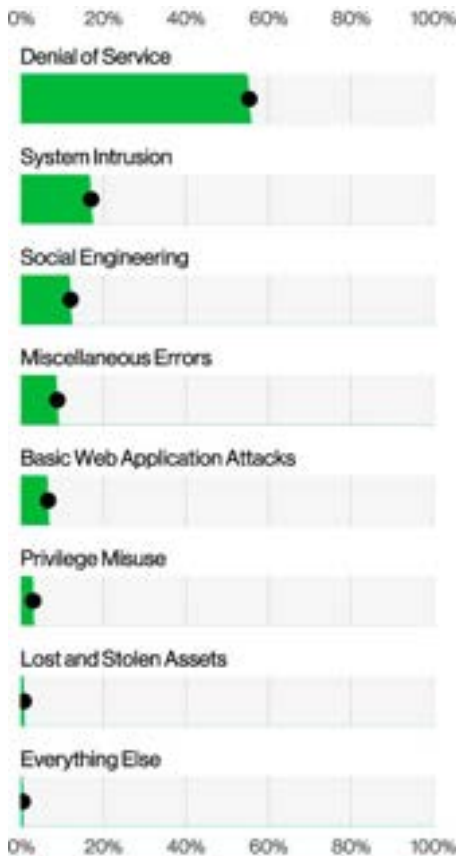 0% 20% 40% 60% 80% 100%
Denial of Service
System Intrusion
Social Engineering
Miscellaneous Errors
Basic Web Application Attacks
Privilege Misuse
Lost and Stolen Assets
Everything Else
0% 20% 40% 60% 80% 100%